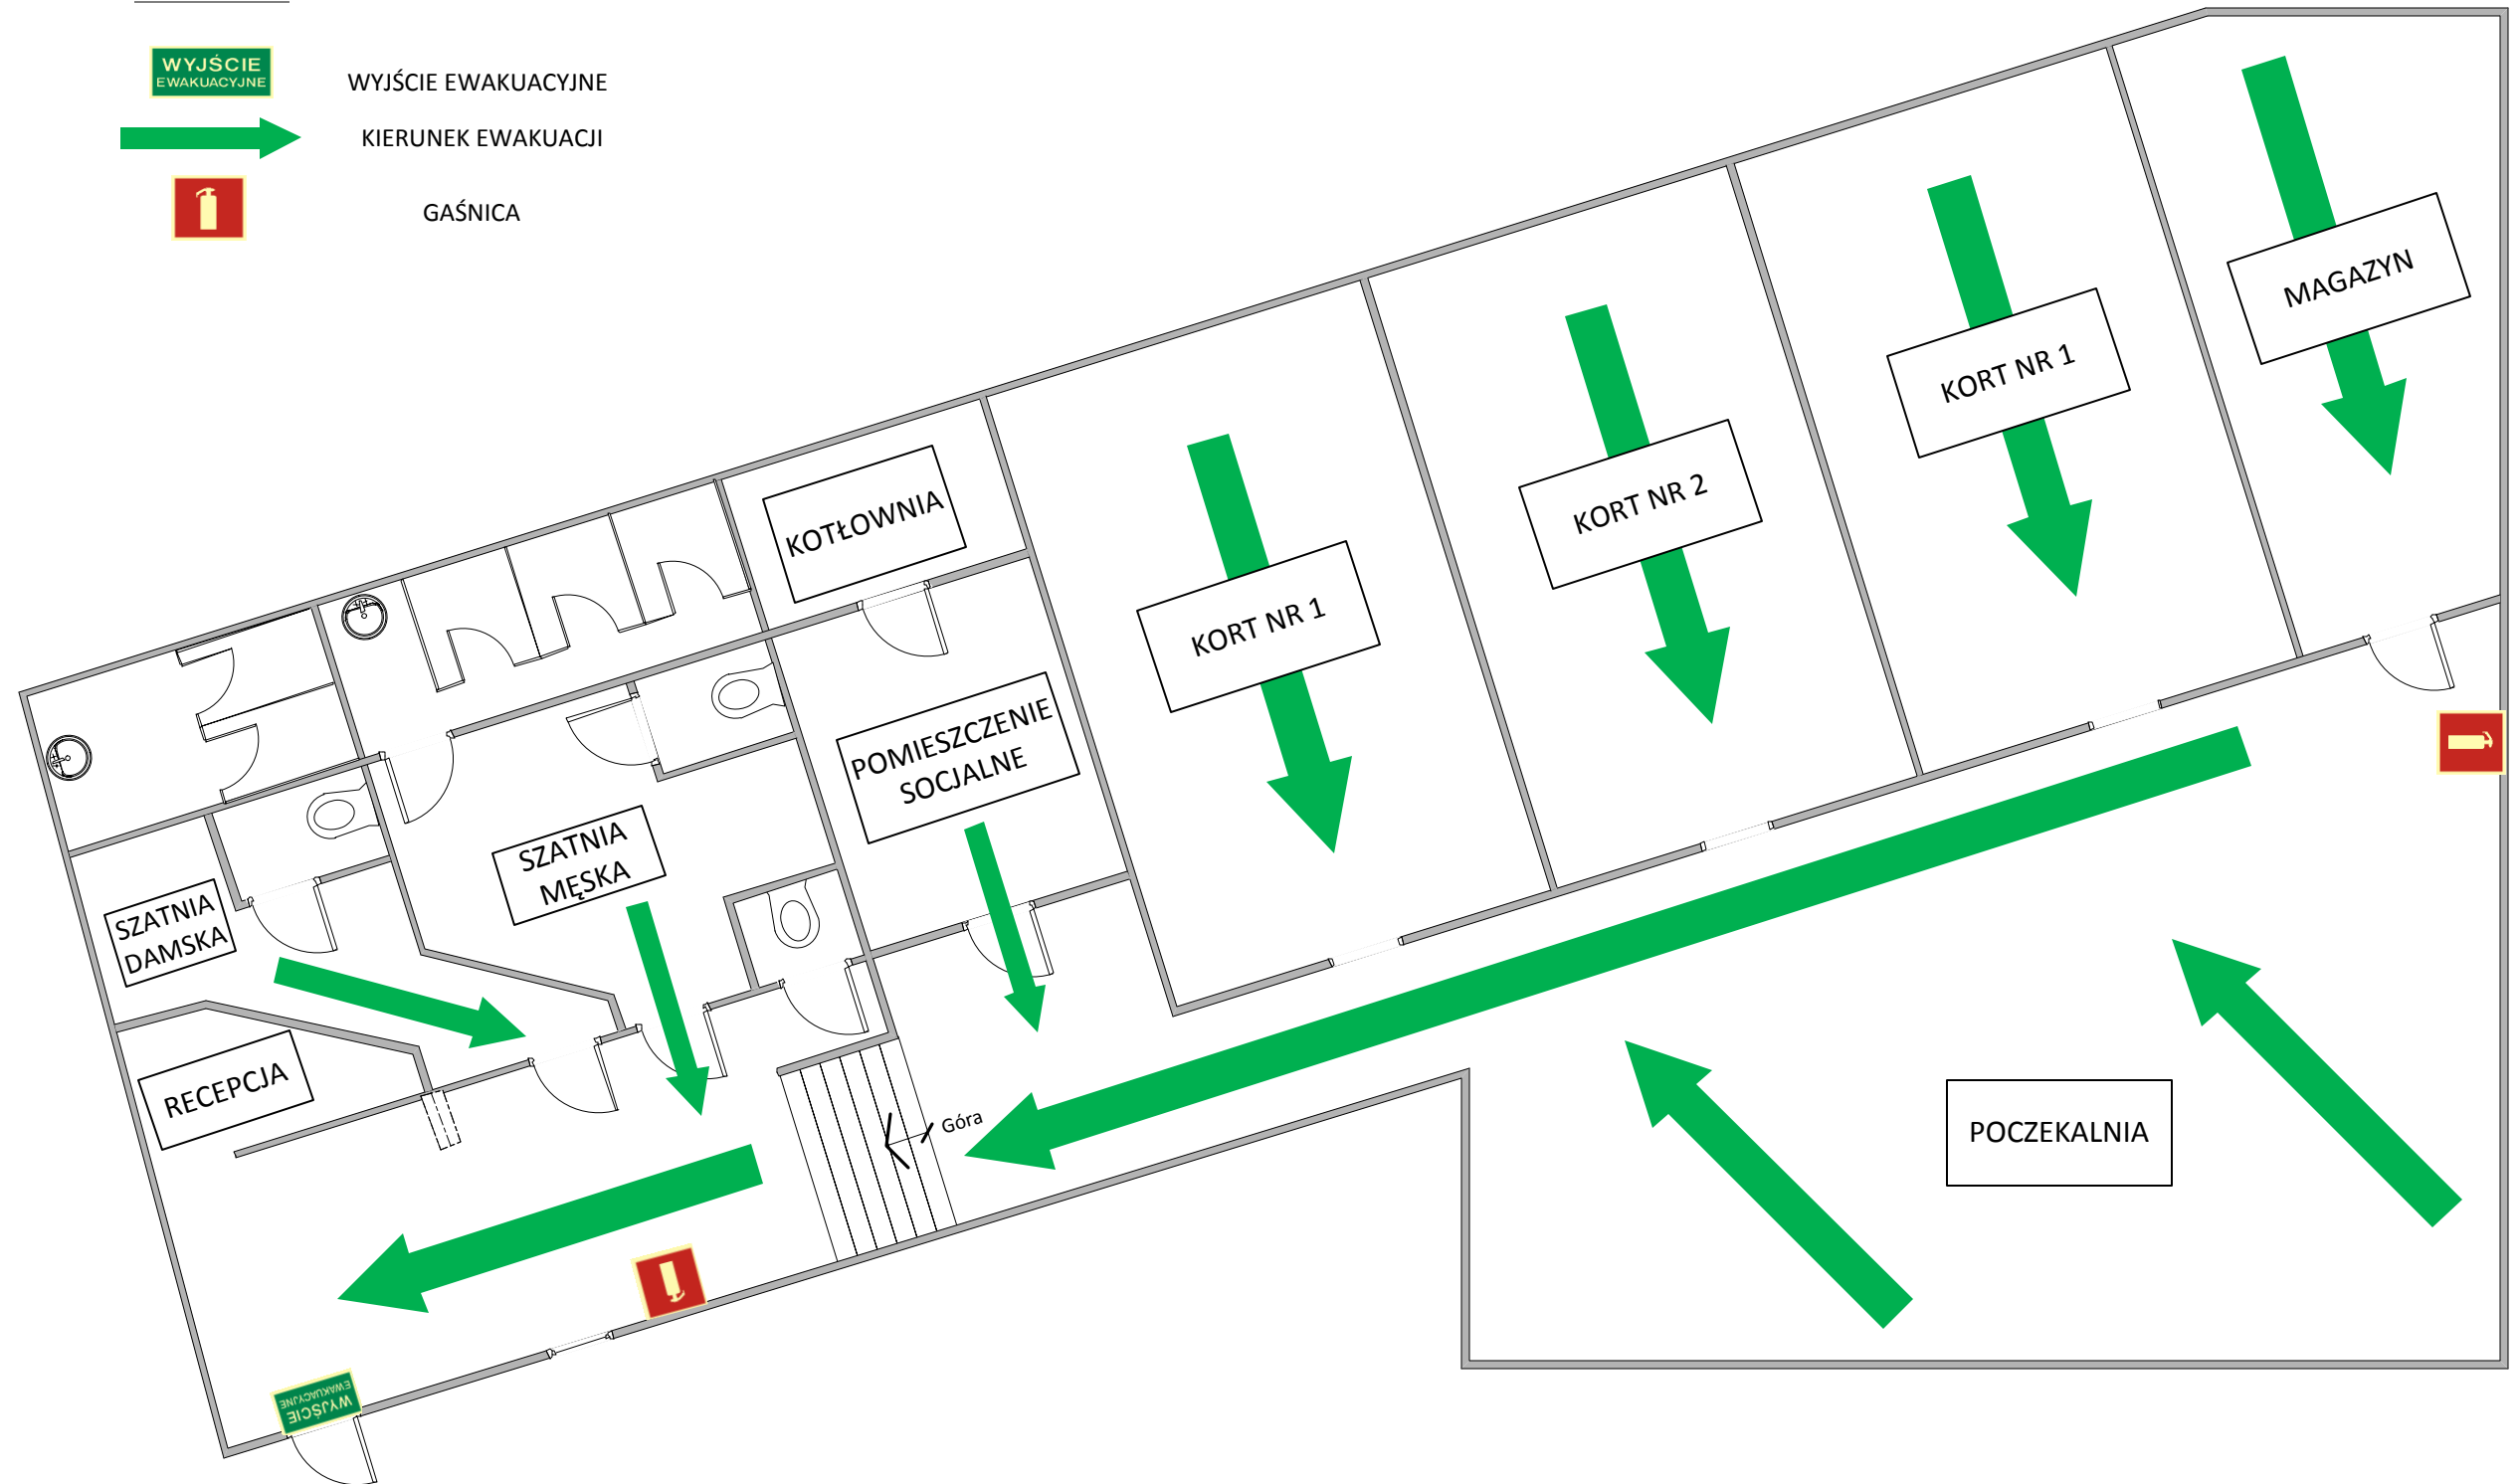 WYJŚCIE
EWAKUACYJNE
WYJŚCIE EWAKUACYJNE
KIERUNEK EWAKUACJI
GAŚNICA
MAGAZYN
KORT NR 1
KORT NR 2
KORT NR 1
KOTŁOWNIA
POMIESZCZENIE
SOCJALNE
SZATNIA
MĘSKA
SZATNIA
DAMSKA
RECEPCJA
Góra
POCZEKALNIA
WYJŚCIE
EWAKUACYJNE